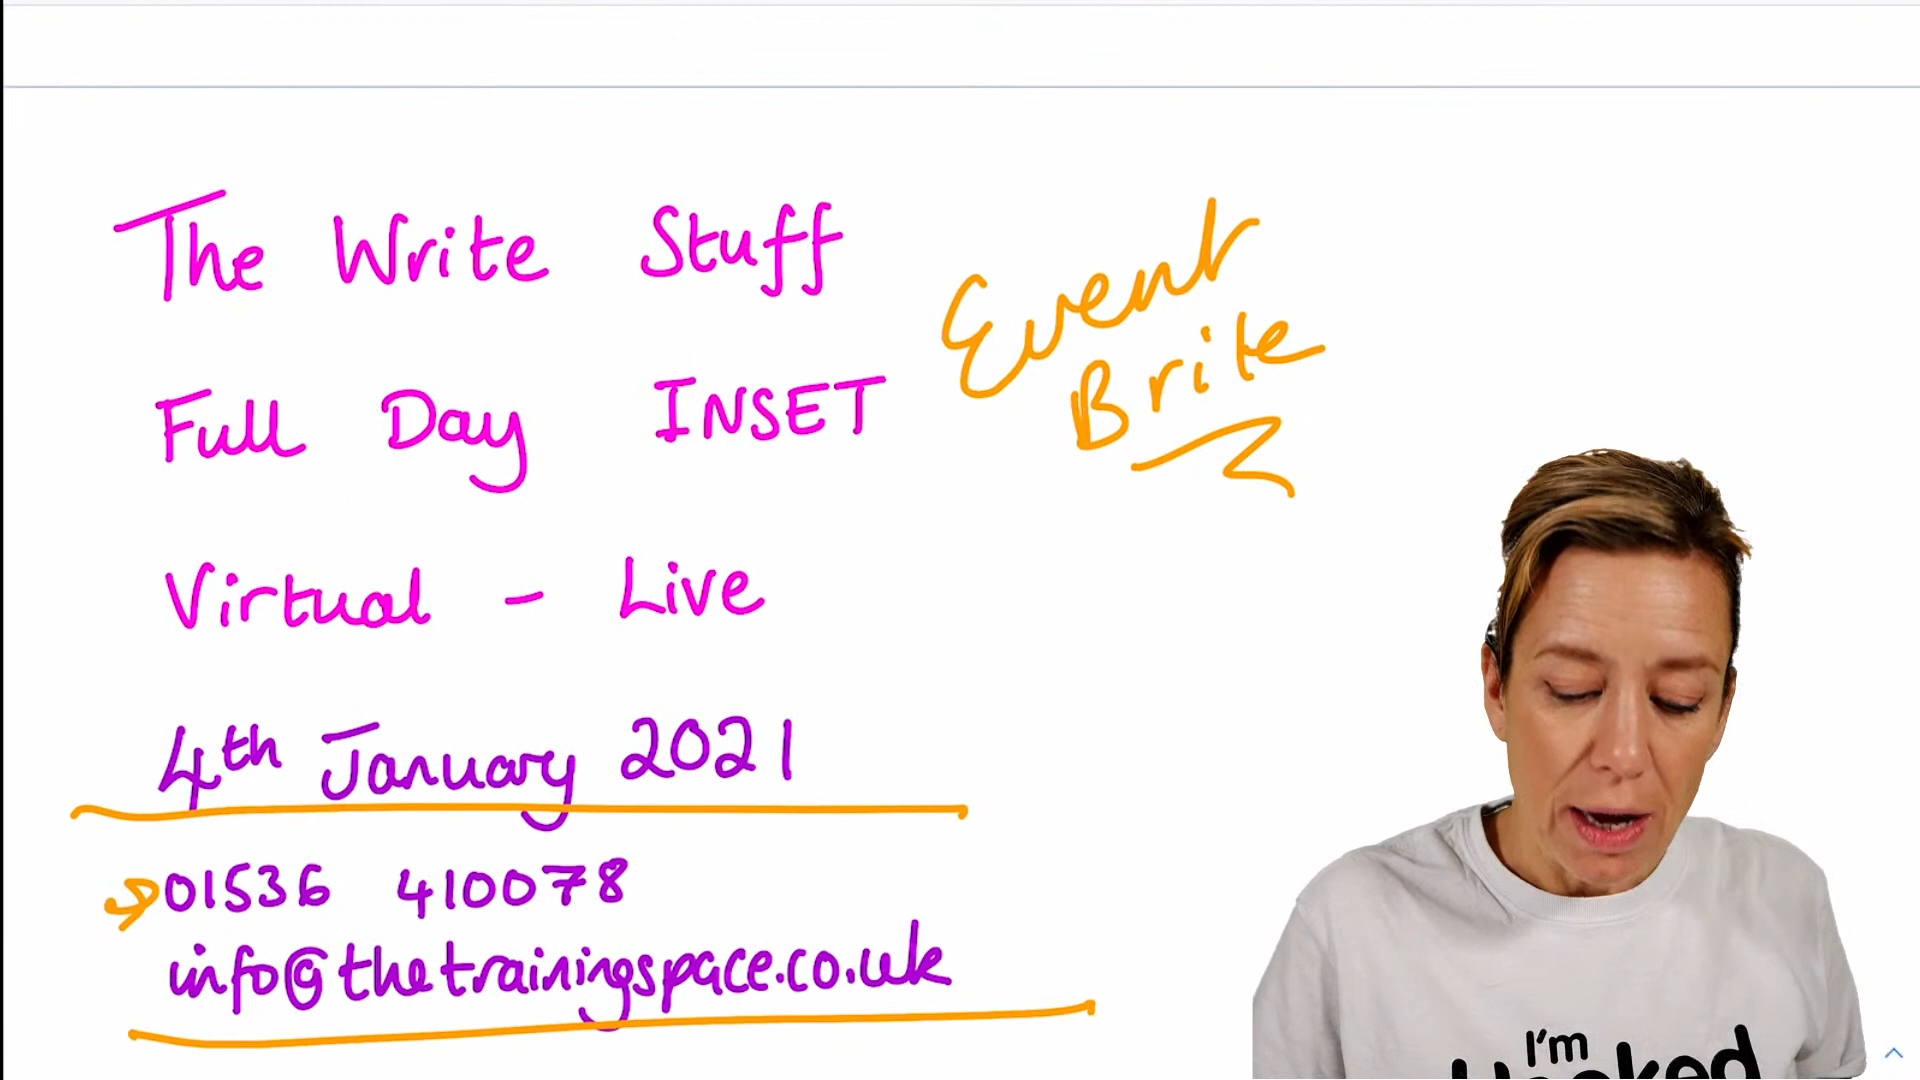 The Write Stuff
Event
Brite
Full Day INSET
Virtual - Live
4th January 2021
01536 410078
info@thetrainingspace.co.uk
I'm